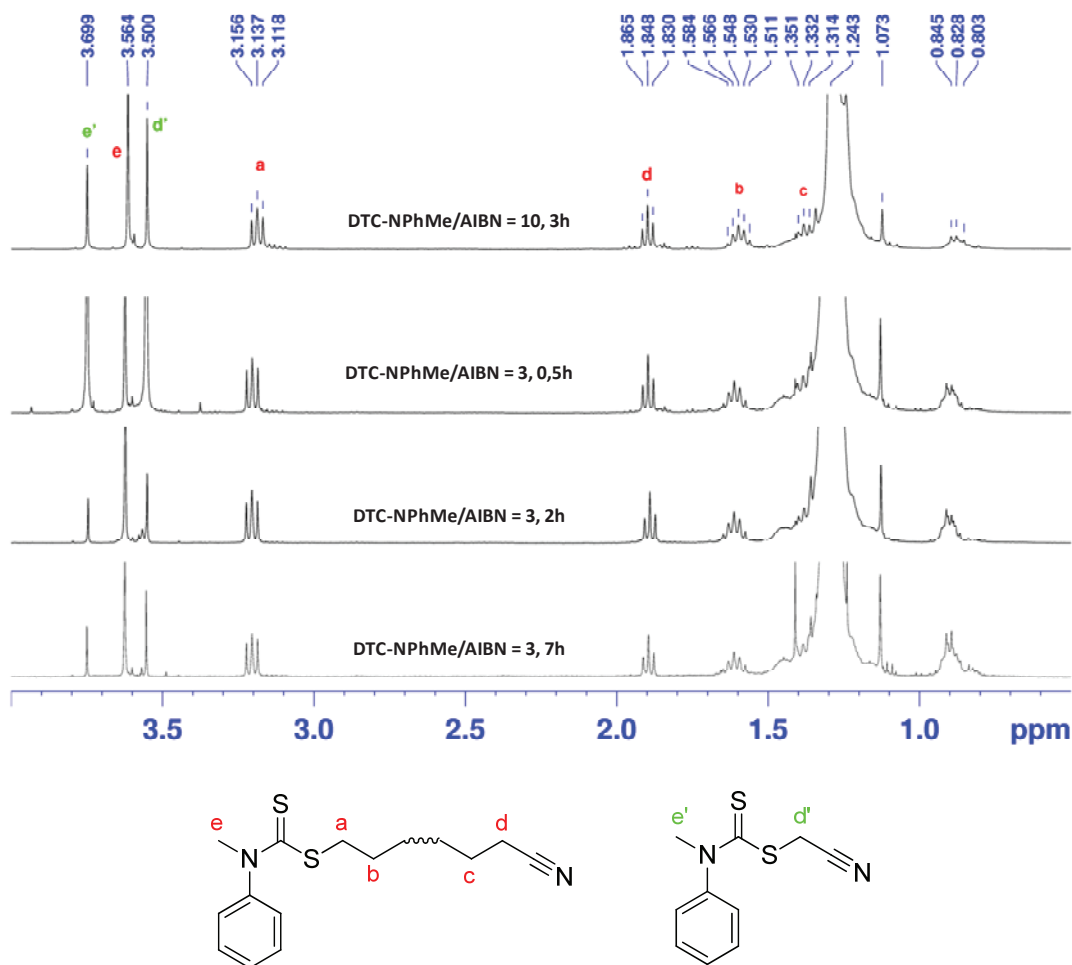 3.699 3.564 3.500 3.156 3.137 3.118 1.865 1.848 1.830 1.584 1.566 1.548 1.530 1.511 1.351 1.332 1.314 1.243 1.073 0.845 0.828 0.803
e' e d' a d b c
DTC-NPhMe/AIBN = 10, 3h
DTC-NPhMe/AIBN = 3, 0,5h
DTC-NPhMe/AIBN = 3, 2h
DTC-NPhMe/AIBN = 3, 7h
3.5 3.0 2.5 2.0 1.5 1.0 ppm
S S
e a d e' d'
N S N N S N
b c